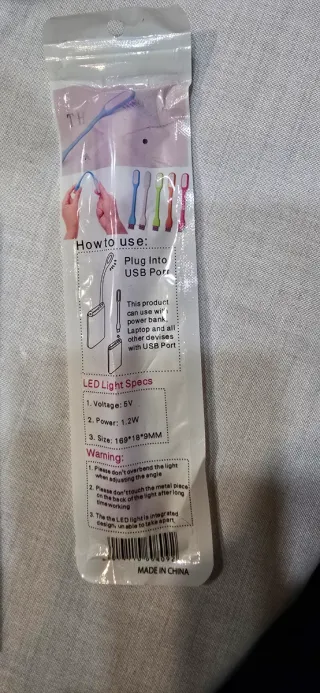 How to use:
Plug Into
USB Port
This product
can use with
power bank,
Laptop and all
other devises
with USB Port
LED Light Specs
1. Voltage: 5V
2. Power: 1.2W
3. Size: 169*18*9MM
Warning:
1. Please don't overbend the light
when adjusting the angle
2. Please don't touch the metal piece
on the back of the light after long
time working
3. The the LED light is integrated
design, unable to take apart
MADE IN CHINA